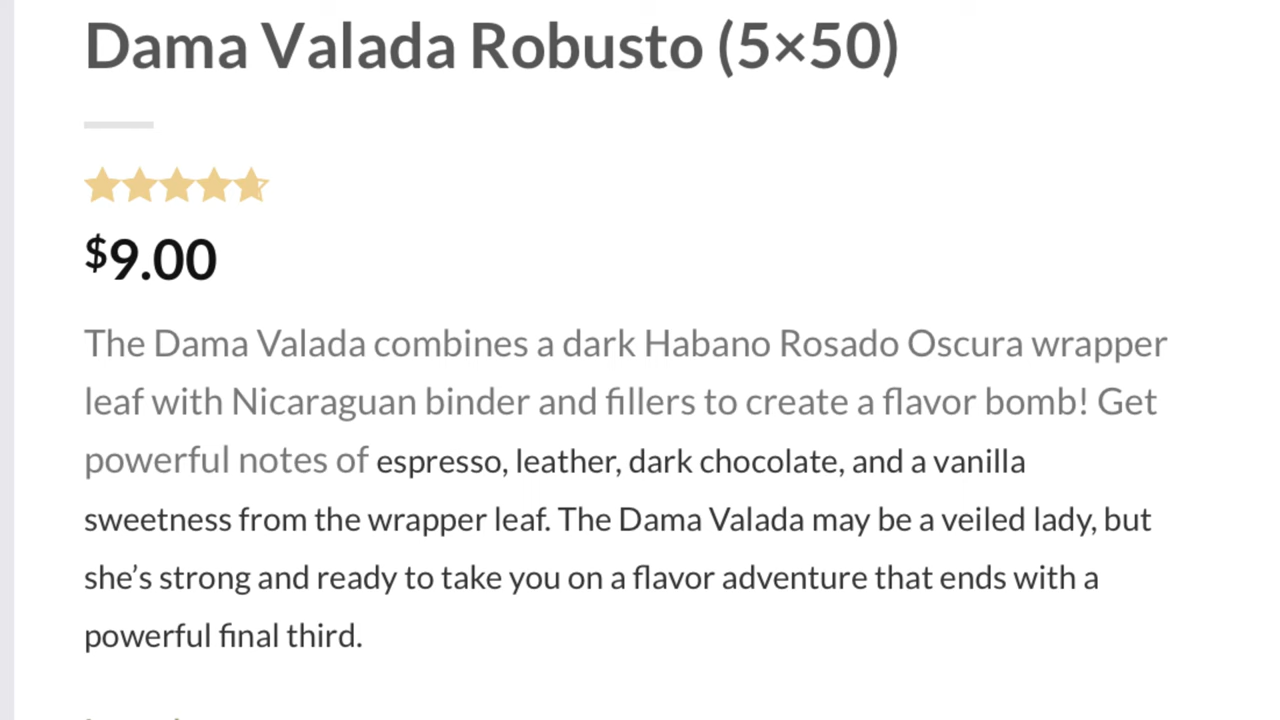 Dama Valada Robusto (5×50)
$9.00
The Dama Valada combines a dark Habano Rosado Oscura wrapper
leaf with Nicaraguan binder and fillers to create a flavor bomb! Get
powerful notes of espresso, leather, dark chocolate, and a vanilla
sweetness from the wrapper leaf. The Dama Valada may be a veiled lady, but
she’s strong and ready to take you on a flavor adventure that ends with a
powerful final third.